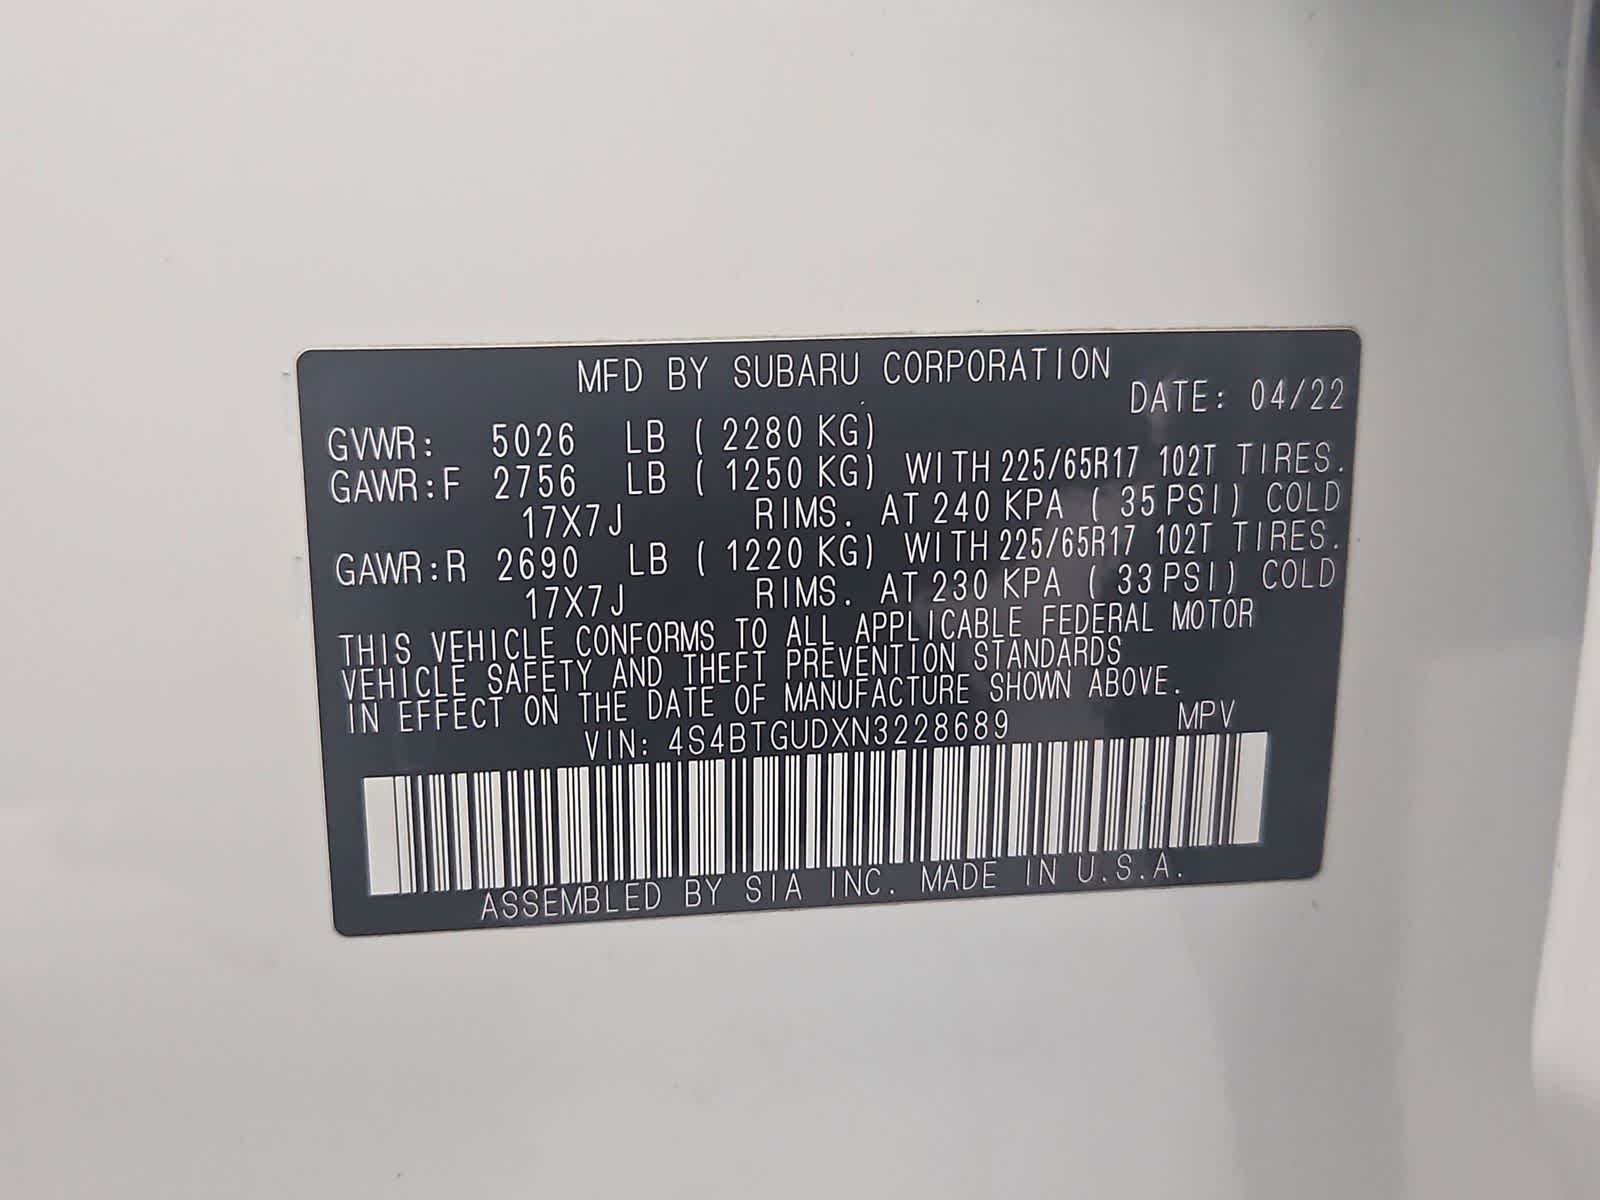 MFD BY SUBARU CORPORATION
DATE: 04/22
GVWR: 5026 LB ( 2280 KG)
GAWR:F 2756 LB ( 1250 KG) WITH 225/65R17 102T TIRES.
17X7J RIMS. AT 240 KPA ( 35 PSI) COLD
GAWR:R 2690 LB ( 1220 KG) WITH 225/65R17 102T TIRES.
17X7J RIMS. AT 230 KPA ( 33 PSI) COLD
THIS VEHICLE CONFORMS TO ALL APPLICABLE FEDERAL MOTOR
VEHICLE SAFETY AND THEFT PREVENTION STANDARDS
IN EFFECT ON THE DATE OF MANUFACTURE SHOWN ABOVE.
VIN: 4S4BTGUDXN3228689 MPV
ASSEMBLED BY SIA INC. MADE IN U.S.A.